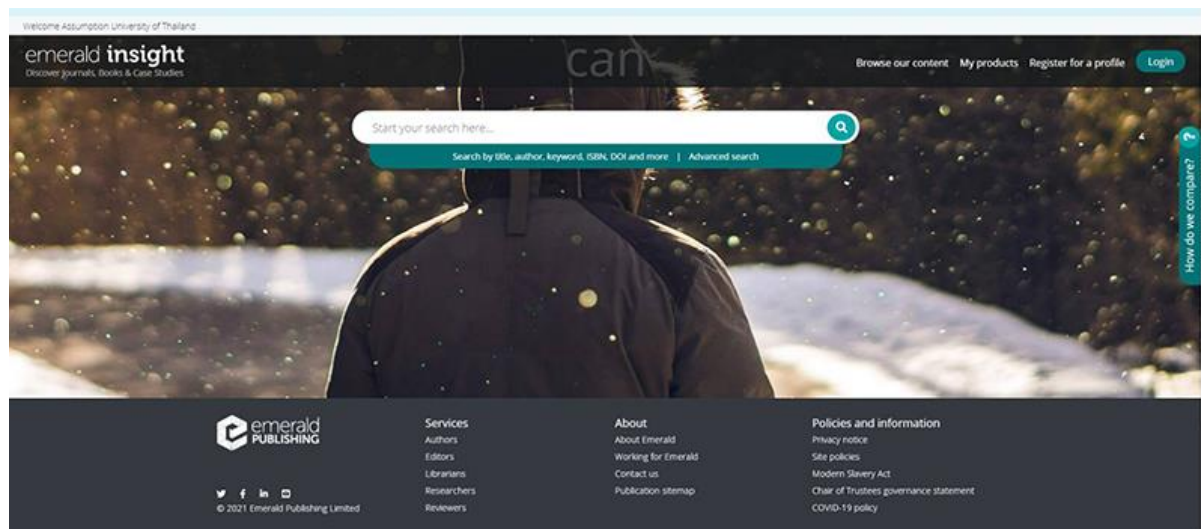 Welcome Assumption University of Thailand
emerald insight
Discover Journals, Books & Case Studies
can
Browse our content My products Register for a profile Login
Start your search here...
Search by title, author, keyword, ISBN, DOI and more | Advanced search
How do we compare? ?
emerald
PUBLISHING
© 2021 Emerald Publishing Limited
Services
Authors
Editors
Librarians
Researchers
Reviewers
About
About Emerald
Working for Emerald
Contact us
Publication sitemap
Policies and information
Privacy notice
Site policies
Modern Slavery Act
Chair of Trustees governance statement
COVID-19 policy